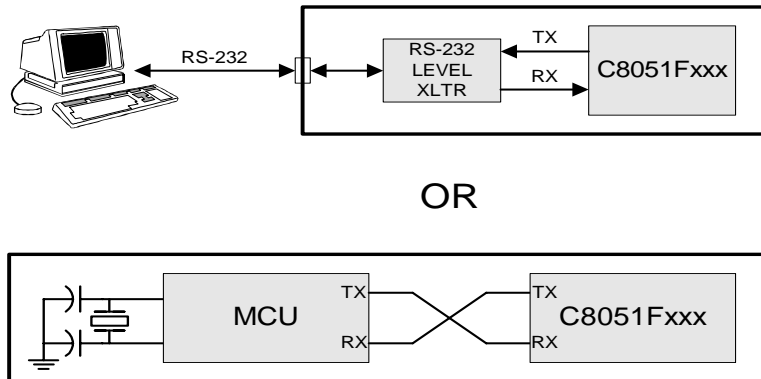 RS-232
RS-232
LEVEL
XLTR
TX
RX
C8051Fxxx
OR
MCU
TX
RX
TX
RX
C8051Fxxx